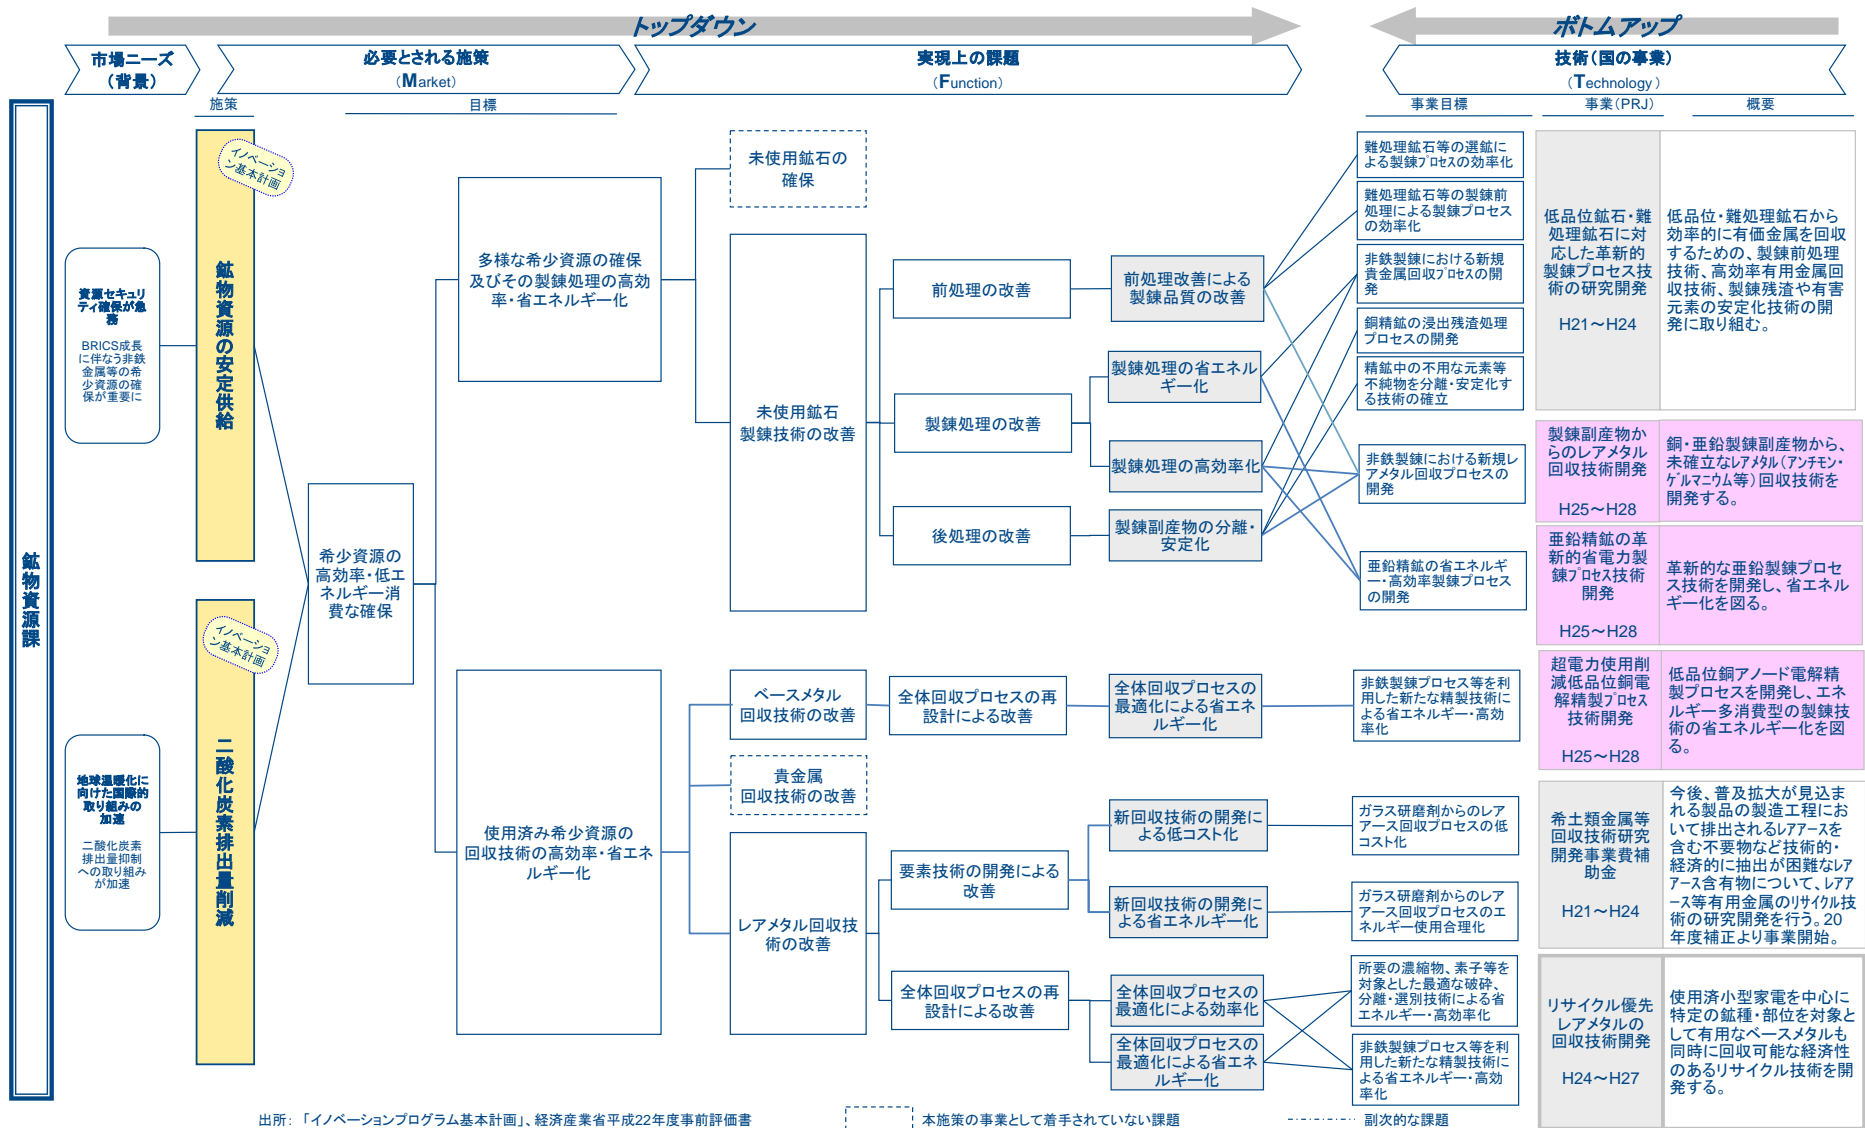 トップダウン
ボトムアップ
市場ニーズ
（背景）
必要とされる施策
（Market）
実現上の課題
（Function）
技術（国の事業）
（Technology）
施策
目標
事業目標
事業（PRJ）
概要
鉱物資源課
資源セキュリ
ティ確保が急
務
BRICS成長
に伴なう非鉄
金属等の希
少資源の確
保が重要に
地球温暖化に
向けた国際的
取り組みの
加速
二酸化炭素
排出量抑制
への取り組み
が加速
イノベーショ
ン基本計画
鉱物資源の安定供給
イノベーショ
ン基本計画
二酸化炭素排出量削減
希少資源の
高効率・低エ
ネルギー消
費な確保
多様な希少資源の確保
及びその製錬処理の高効
率・省エネルギー化
使用済み希少資源の
回収技術の高効率・省エネ
ルギー化
未使用鉱石の
確保
未使用鉱石
製錬技術の改善
ベースメタル
回収技術の改善
貴金属
回収技術の改善
レアメタル回収技
術の改善
前処理の改善
製錬処理の改善
後処理の改善
全体回収プロセスの再
設計による改善
要素技術の開発による
改善
全体回収プロセスの再
設計による改善
前処理改善による
製錬品質の改善
製錬処理の省エネル
ギー化
製錬処理の高効率化
製錬副産物の分離・
安定化
全体回収プロセスの
最適化による省エネ
ルギー化
新回収技術の開発に
よる低コスト化
新回収技術の開発に
よる省エネルギー化
全体回収プロセスの
最適化による効率化
全体回収プロセスの
最適化による省エネ
ルギー化
難処理鉱石等の選鉱に
よる製錬プロセスの効率化
難処理鉱石等の製錬前
処理による製錬プロセス
の効率化
非鉄製錬における新規
貴金属回収プロセスの開
発
銅精鉱の浸出残渣処理
プロセスの開発
精鉱中の不用な元素等
不純物を分離・安定化す
る技術の確立
非鉄製錬における新規レ
アメタル回収プロセスの
開発
亜鉛精鉱の省エネルギ
ー・高効率製錬プロセス
の開発
非鉄製錬プロセス等を利
用した新たな精製技術に
よる省エネルギー・高効
率化
ガラス研磨剤からのレア
アース回収プロセスの低
コスト化
ガラス研磨剤からのレア
アース回収プロセスのエ
ネルギー使用合理化
所要の濃縮物、素子等を
対象とした最適な破砕、
分離・選別技術による省
エネルギー・高効率化
非鉄製錬プロセス等を利
用した新たな精製技術に
よる省エネルギー・高効
率化
低品位鉱石・難
処理鉱石に対
応した革新的
製錬プロセス技
術の研究開発
H21～H24
低品位・難処理鉱石から
効率的に有価金属を回収
するための、製錬前処理
技術、高効率有用金属回
収技術、製錬残渣や有害
元素の安定化技術の開
発に取り組む。
製錬副産物か
らのレアメタル
回収技術開発
H25～H28
銅・亜鉛製錬副産物から、
未確立なレアメタル（アンチモン・
ゲルマニウム等）回収技術を
開発する。
亜鉛精鉱の革
新的省電力製
錬プロセス技術
開発
H25～H28
革新的な亜鉛製錬プロセ
ス技術を開発し、省エネル
ギー化を図る。
超電力使用削
減低品位銅電
解精製プロセス
技術開発
H25～H28
低品位銅アノード電解精
製プロセスを開発し、エネ
ルギー多消費型の製錬技
術の省エネルギー化を図
る。
希土類金属等
回収技術研究
開発事業費補
助金
H21～H24
今後、普及拡大が見込ま
れる製品の製造工程にお
いて排出されるレアアースを
含む不要物など技術的・
経済的に抽出が困難なレア
アース含有物について、レアア
ース等有用金属のリサイクル技
術の研究開発を行う。20
年度補正より事業開始。
リサイクル優先
レアメタルの
回収技術開発
H24～H27
使用済小型家電を中心に
特定の鉱種・部位を対象と
して有用なベースメタルも
同時に回収可能な経済性
のあるリサイクル技術を開
発する。
出所：「イノベーションプログラム基本計画」、経済産業省平成22年度事前評価書
本施策の事業として着手されていない課題
副次的な課題